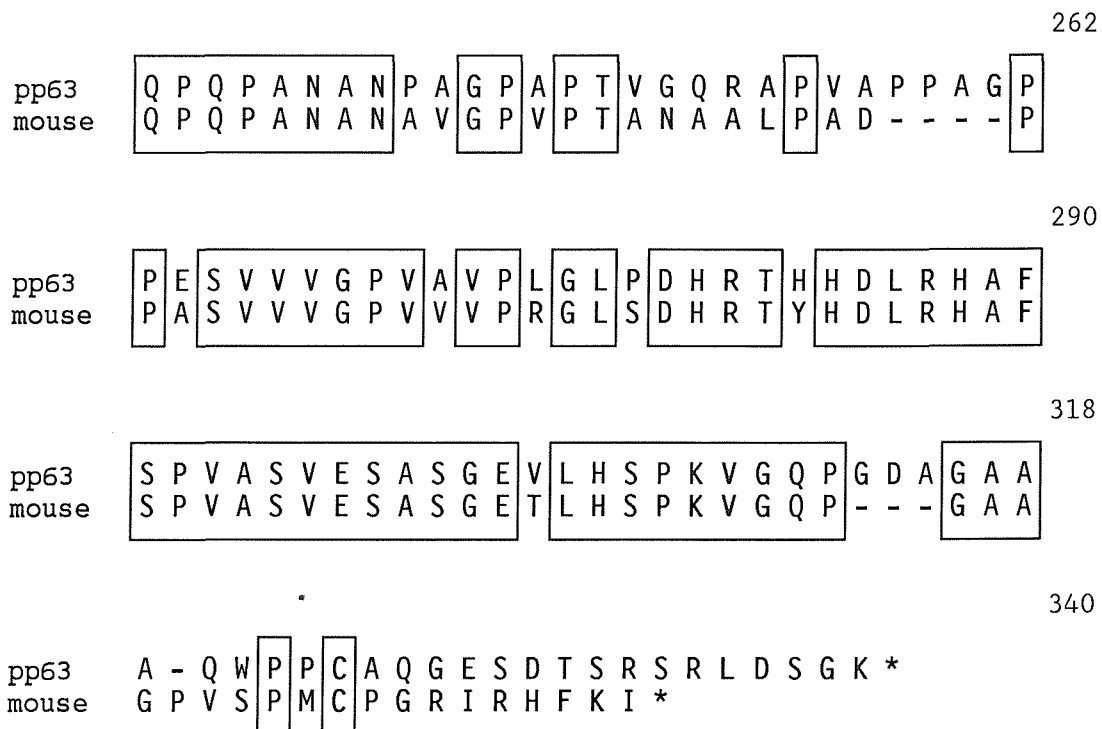 262
pp63 Q P Q P A N A N P A G P A P T V G Q R A P V A P P A G P
mouse Q P Q P A N A N A V G P V P T A N A A L P A D - - - - P
290
pp63 P E S V V V G P V A V P L G L P D H R T H H D L R H A F
mouse P A S V V V G P V V V P R G L S D H R T Y H D L R H A F
318
pp63 S P V A S V E S A S G E V L H S P K V G Q P G D A G A A
mouse S P V A S V E S A S G E T L H S P K V G Q P - - - G A A
340
pp63 A - Q W P P C A Q G E S D T S R S R L D S G K *
mouse G P V S P M C P G R I R H F K I *